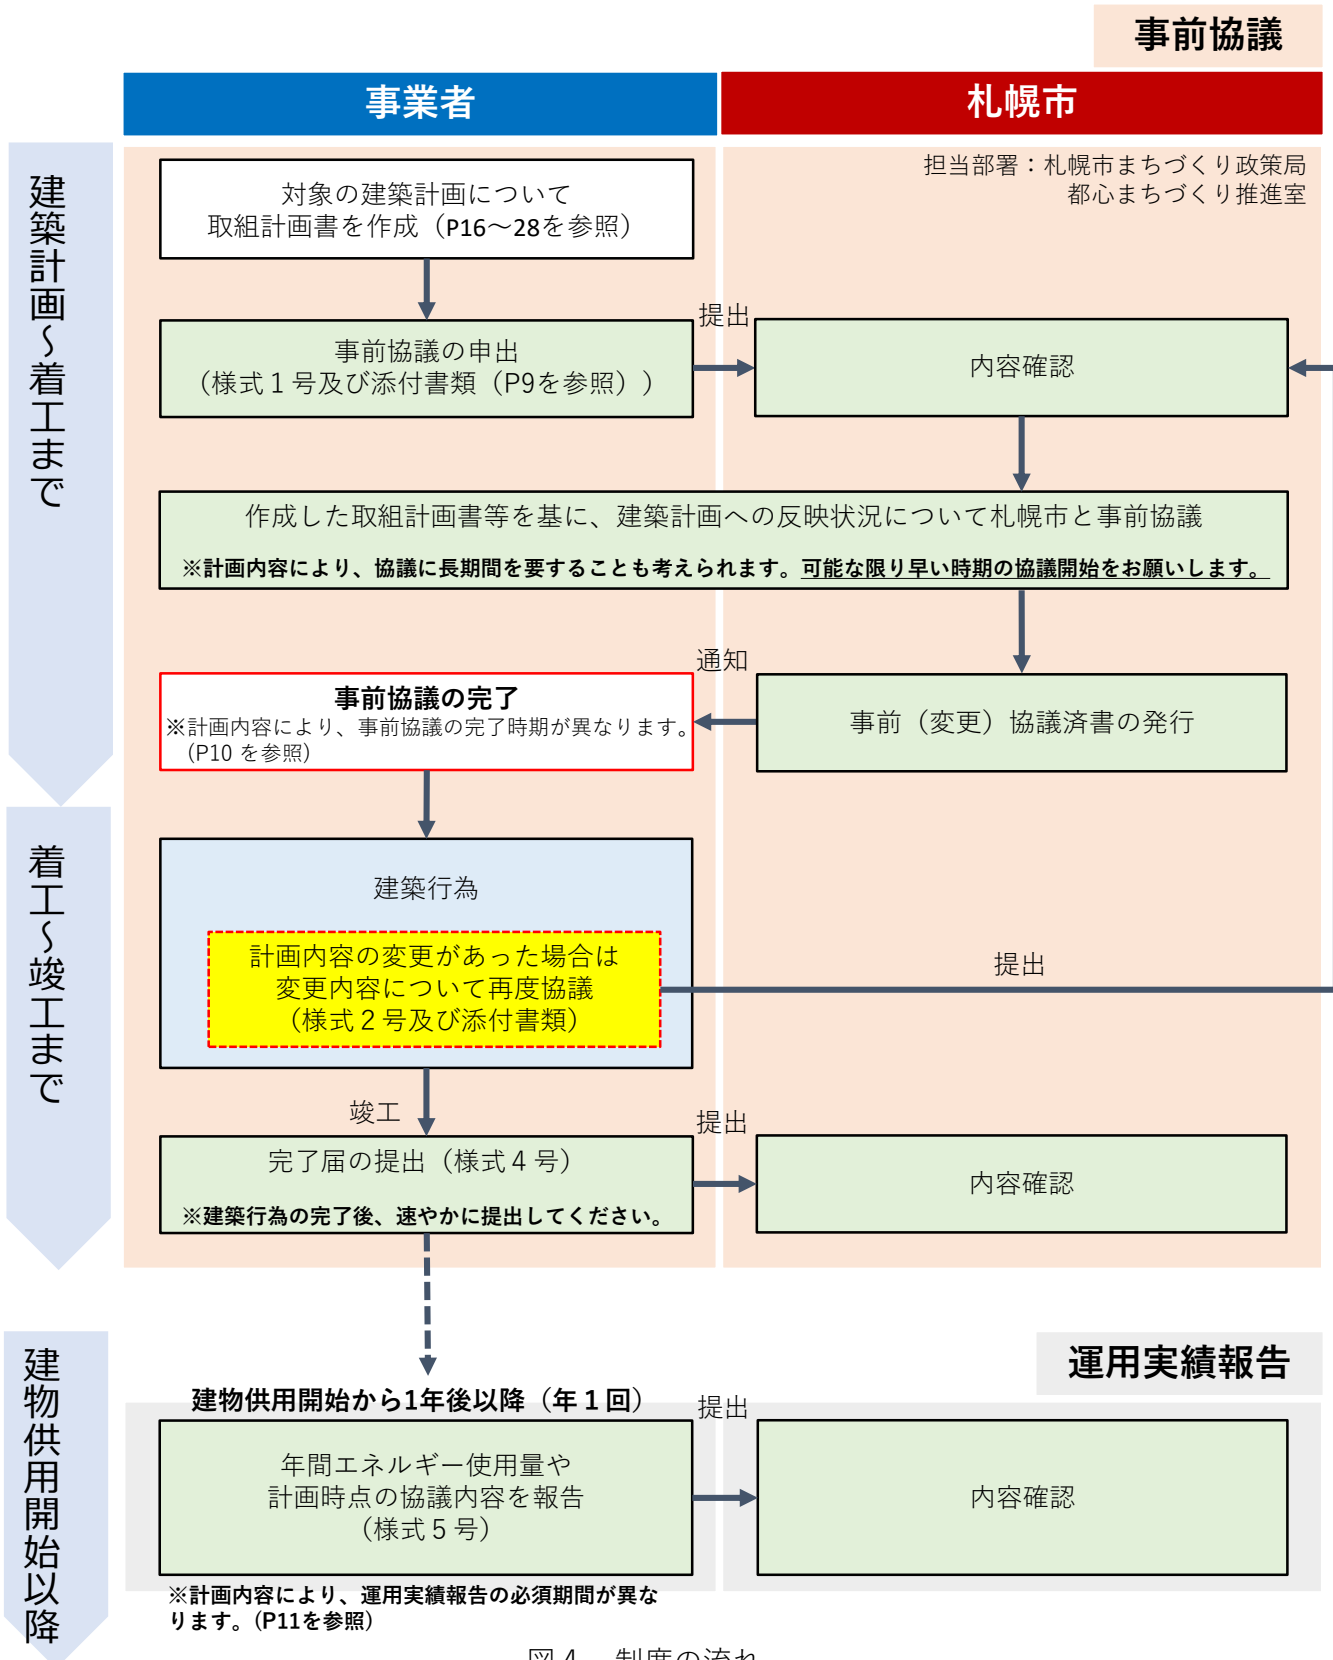 事前協議
事業者
札幌市
建築計画～着工まで
担当部署：札幌市まちづくり政策局
都心まちづくり推進室
対象の建築計画について
取組計画書を作成（P16～28を参照）
提出
事前協議の申出
（様式１号及び添付書類（P9を参照））
内容確認
作成した取組計画書等を基に、建築計画への反映状況について札幌市と事前協議
※計画内容により、協議に長期間を要することも考えられます。可能な限り早い時期の協議開始をお願いします。
通知
事前協議の完了
※計画内容により、事前協議の完了時期が異なります。
（P10 を参照）
事前（変更）協議済書の発行
着工～竣工まで
建築行為
計画内容の変更があった場合は
変更内容について再度協議
（様式２号及び添付書類）
提出
竣工
提出
完了届の提出（様式４号）
※建築行為の完了後、速やかに提出してください。
内容確認
建物供用開始以降
運用実績報告
建物供用開始から1年後以降（年１回）
提出
年間エネルギー使用量や
計画時点の協議内容を報告
（様式５号）
内容確認
※計画内容により、運用実績報告の必須期間が異な
ります。（P11を参照）
図４　制度の流れ